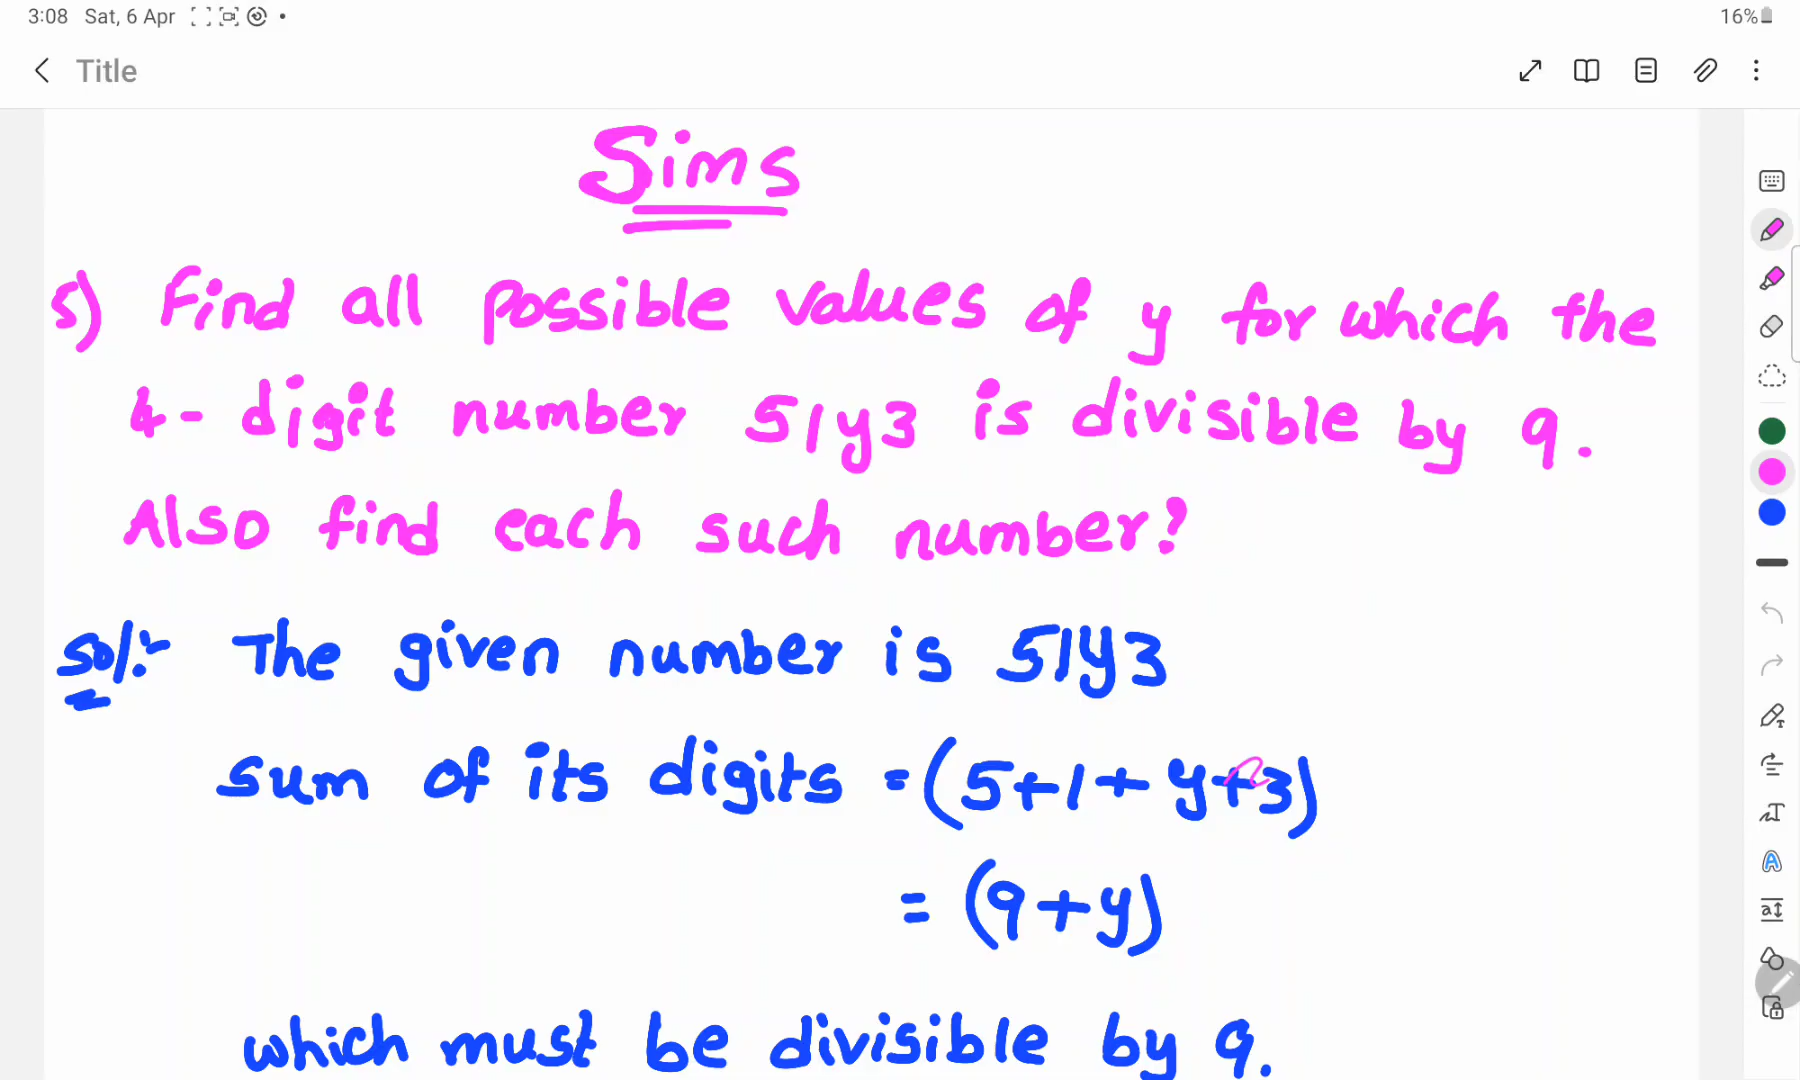 3:08 Sat, 6 Apr
16%
Title
Sims
5) Find all possible values of y for which the
4- digit number 51y3 is divisible by 9.
Also find each such number?
Sol:- The given number is 51y3
sum of its digits = (5+1+y+3)
= (9+y)
which must be divisible by 9.